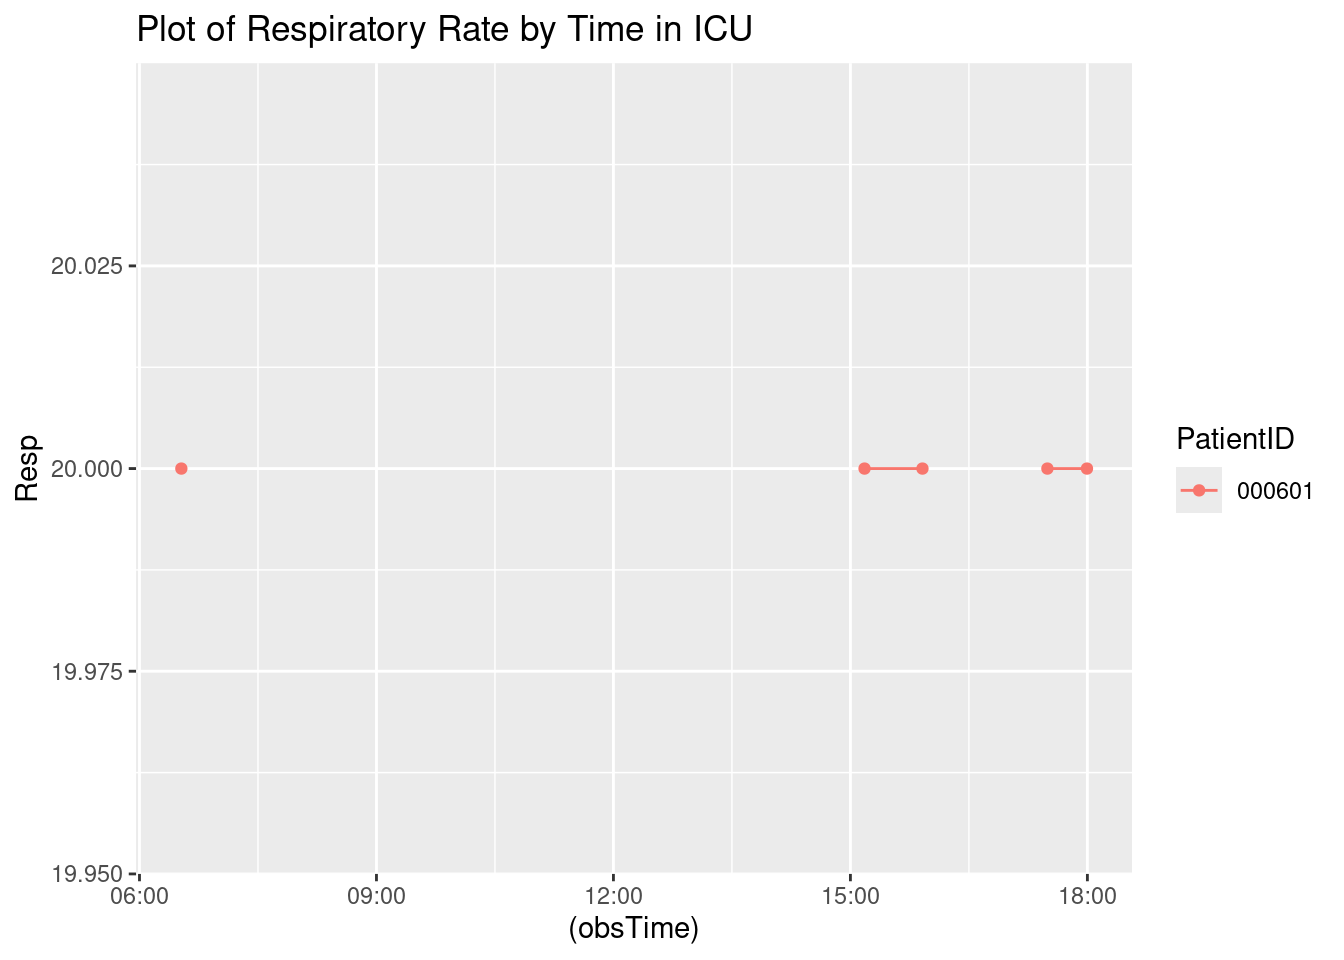 Plot of Respiratory Rate by Time in ICU
20.025
20.000
19.975
19.950
Resp
06:00 09:00 12:00 15:00 18:00
(obsTime)
PatientID
000601